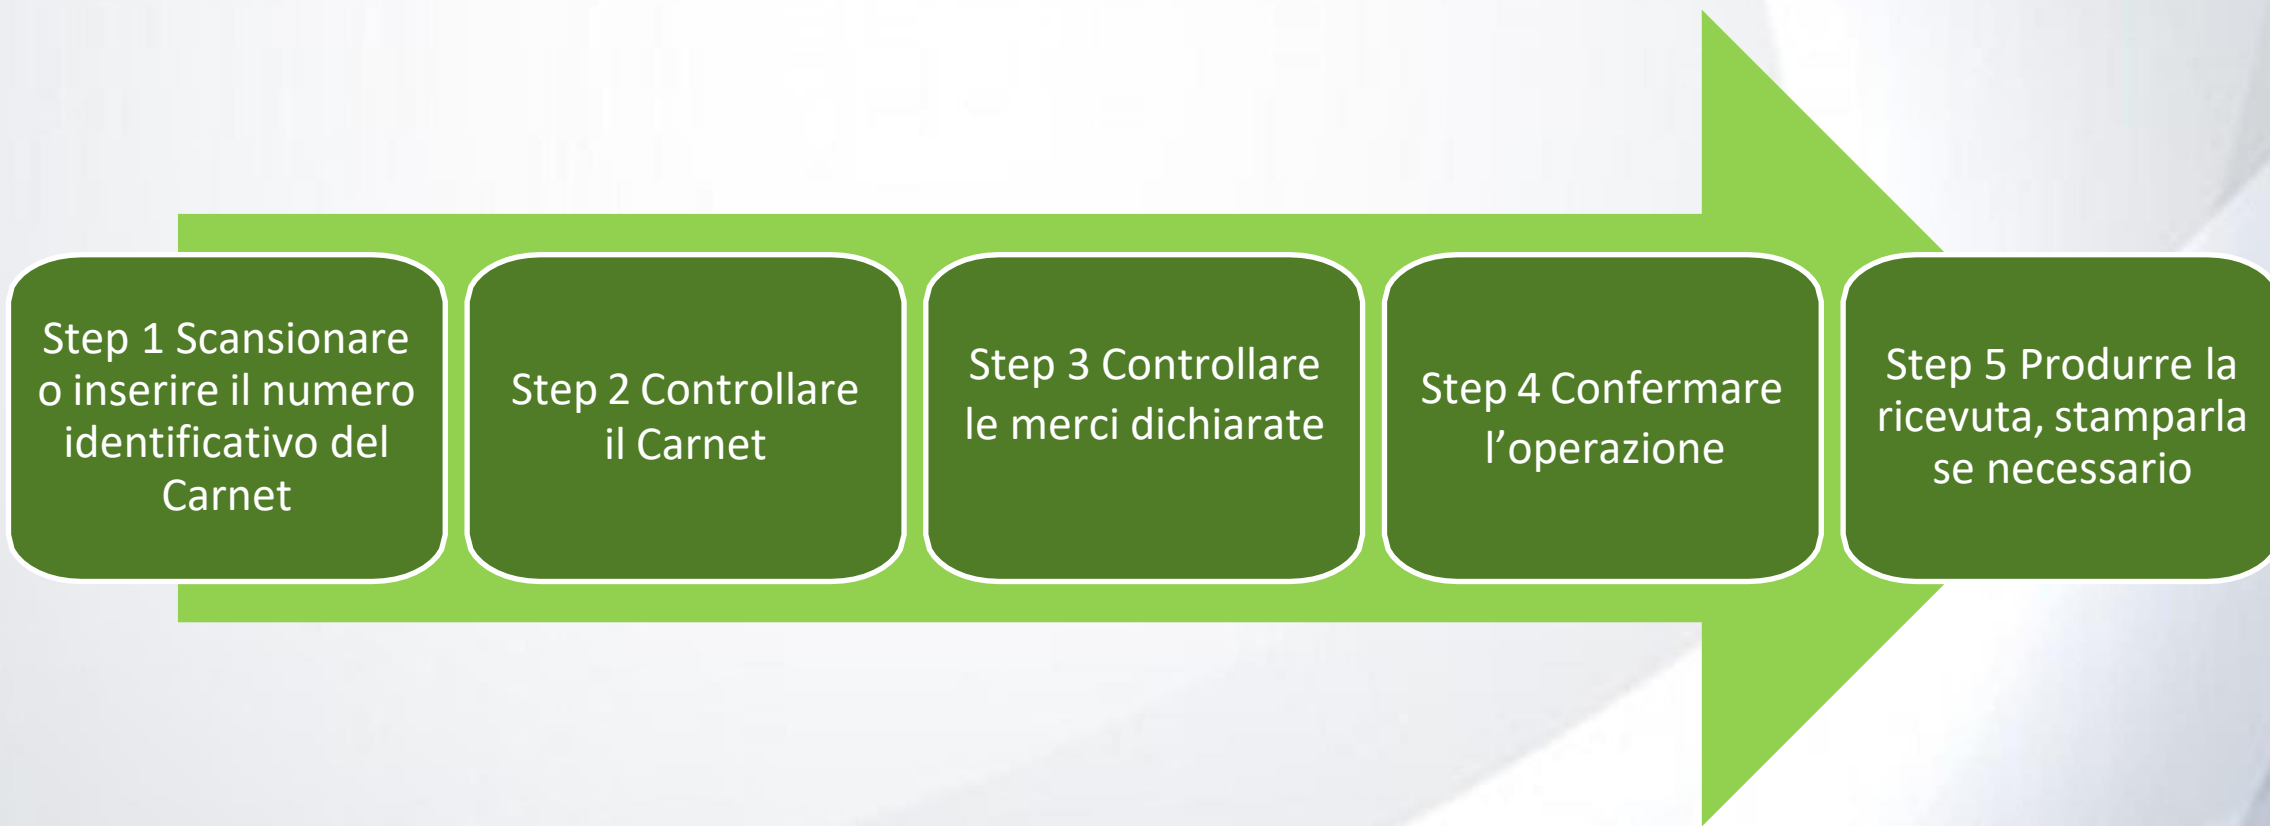 Step 1 Scansionare
o inserire il numero
identificativo del
Carnet
Step 2 Controllare
il Carnet
Step 3 Controllare
le merci dichiarate
Step 4 Confermare
l’operazione
Step 5 Produrre la
ricevuta, stamparla
se necessario